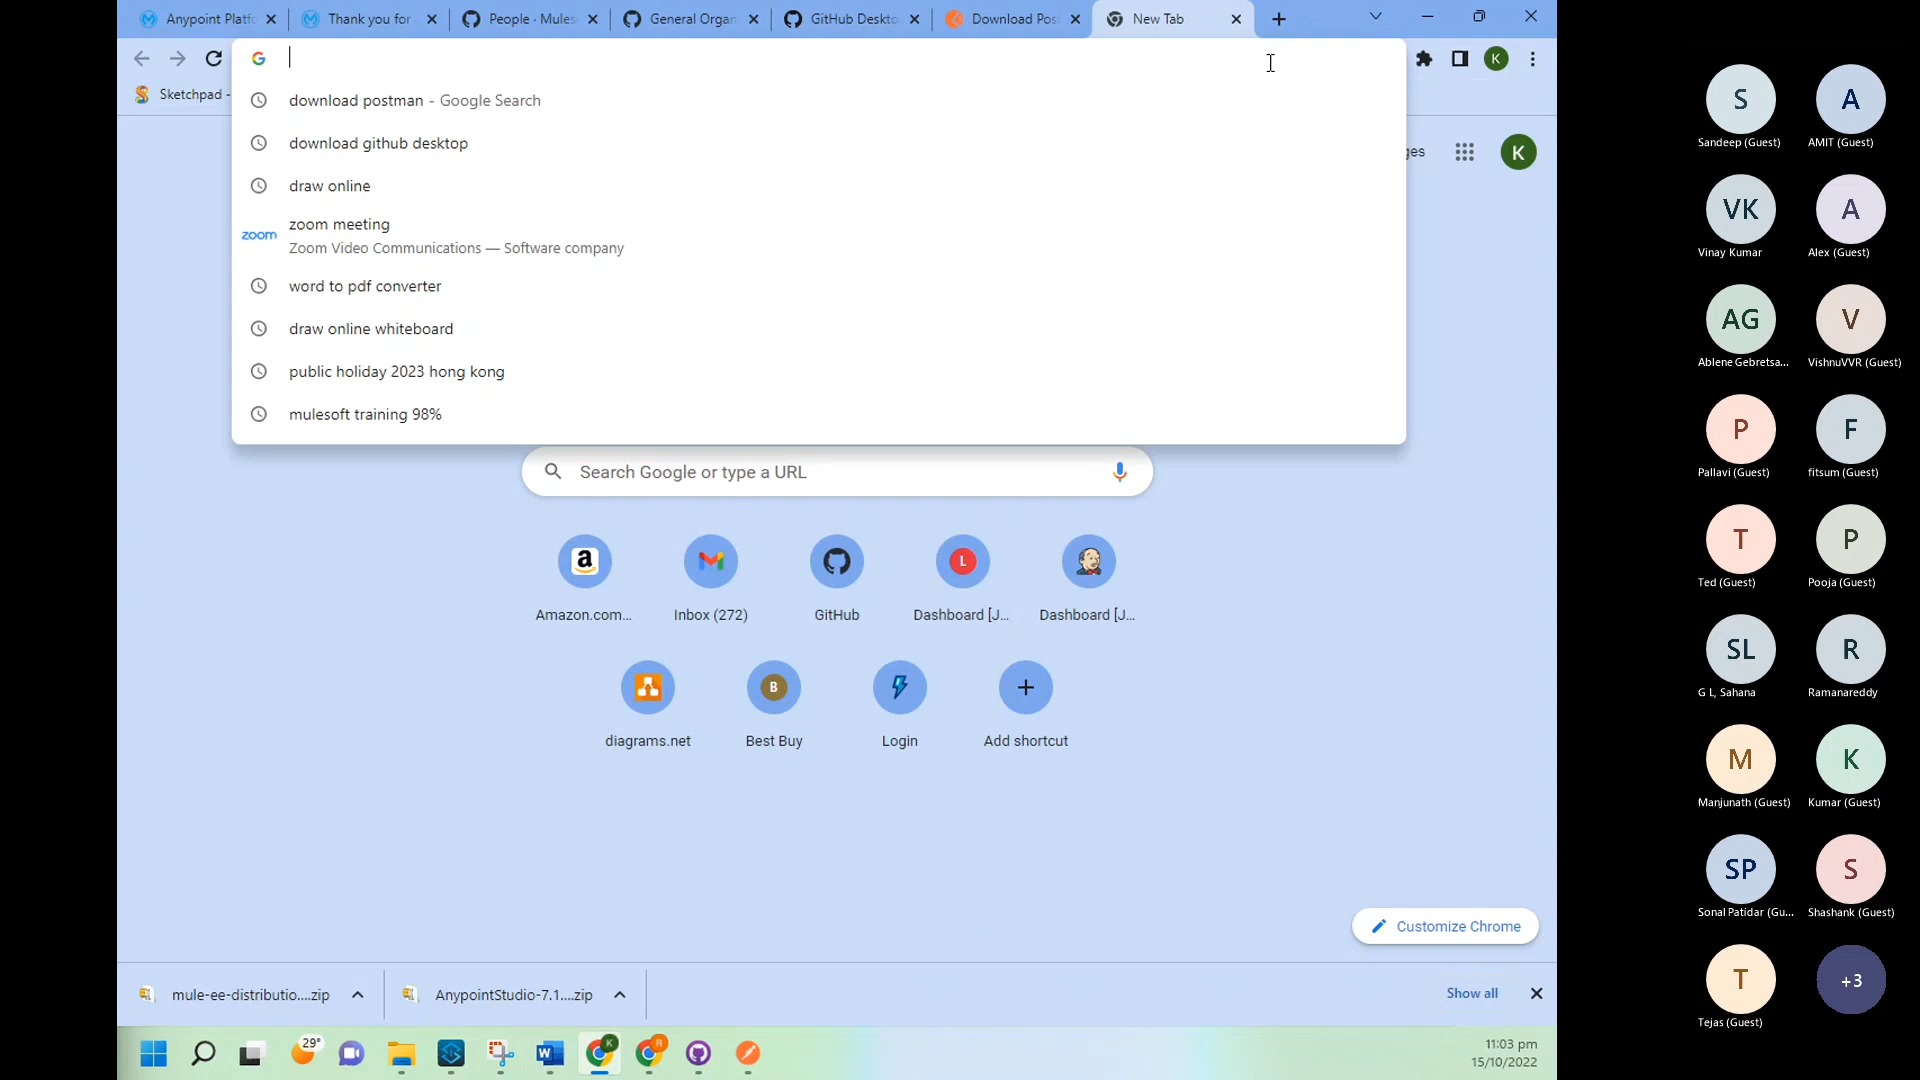 Anypoint Platfo
Thank you for
People · Mules
General Organ
GitHub Deskto
Download Pos
New Tab
G
K
Sketchpad -
download postman - Google Search
download github desktop
draw online
zoom
zoom meeting
Zoom Video Communications — Software company
word to pdf converter
draw online whiteboard
public holiday 2023 hong kong
mulesoft training 98%
ges
K
Search Google or type a URL
a
L
Amazon.com...
Inbox (272)
GitHub
Dashboard [J...
Dashboard [J...
B
diagrams.net
Best Buy
Login
Add shortcut
Customize Chrome
mule-ee-distributio....zip
AnypointStudio-7.1....zip
Show all
29°
W
K
R
11:03 pm
15/10/2022
S
A
Sandeep (Guest)
AMIT (Guest)
VK
A
Vinay Kumar
Alex (Guest)
AG
V
Ablene Gebretsa...
VishnuVVR (Guest)
P
F
Pallavi (Guest)
fitsum (Guest)
T
P
Ted (Guest)
Pooja (Guest)
SL
R
G L, Sahana
Ramanareddy
M
K
Manjunath (Guest)
Kumar (Guest)
SP
S
Sonal Patidar (Gu...
Shashank (Guest)
T
+3
Tejas (Guest)